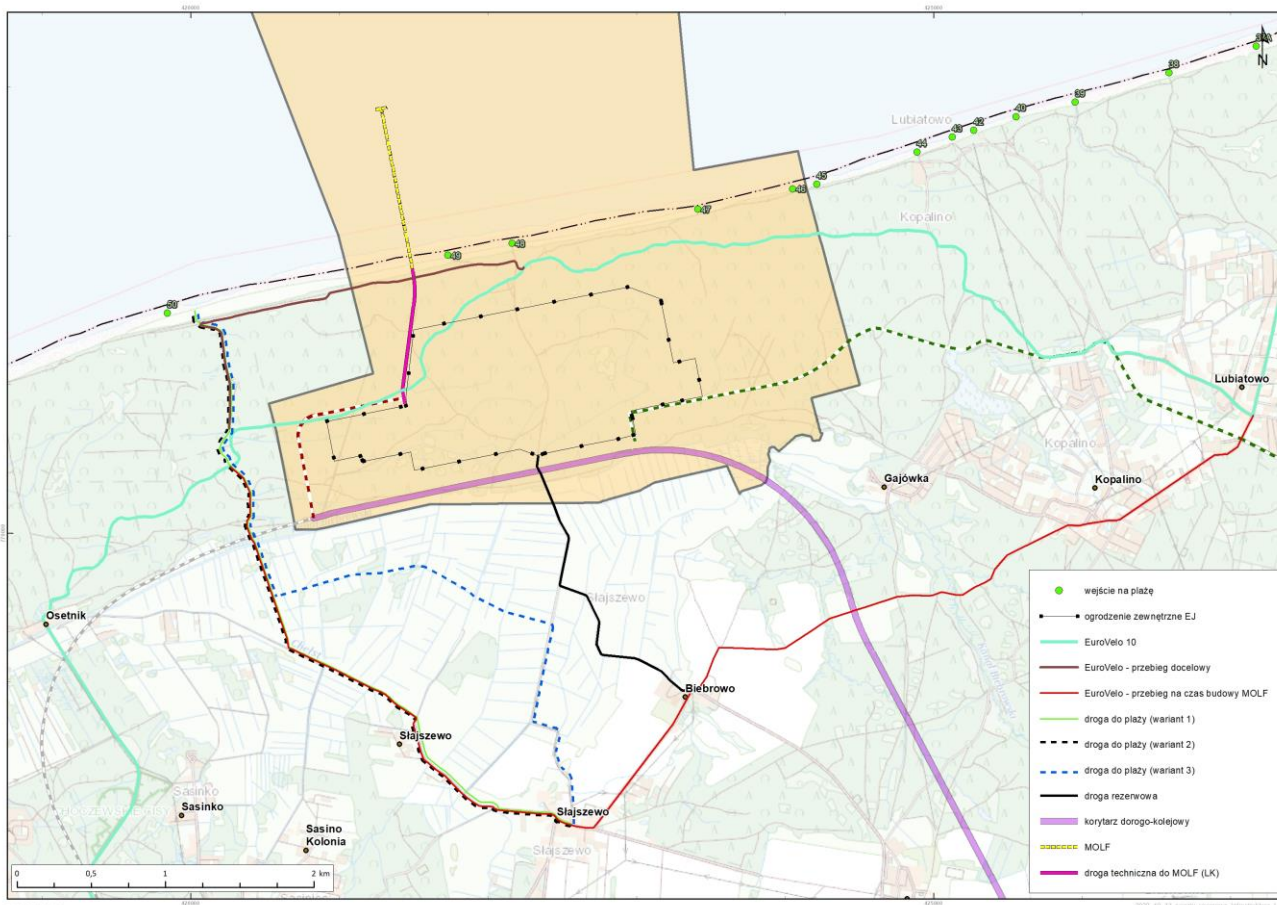 N
38
39
40
42
43
44
45
46
47
48
49
50
Lubiatowo
Kopalino
Lubiatowo
Kopalino
Gajówka
Kopalino
Słajszewo
Osetnik
Biebrowo
Słajszewo
Sasinko
Sasino
Kolonia
Słajszewo
Słajszewo
0 0,5 1 2 km
wejście na plażę
ogrodzenie zewnętrzne EJ
EuroVelo 10
EuroVelo - przebieg docelowy
EuroVelo - przebieg na czas budowy MOLF
droga do plaży (wariant 1)
droga do plaży (wariant 2)
droga do plaży (wariant 3)
droga rezerwowa
korytarz dorogo-kolejowy
MOLF
droga techniczna do MOLF (LK)